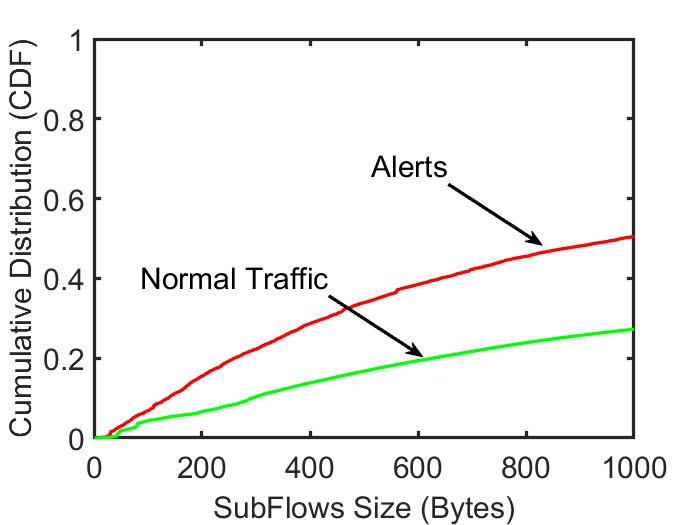 1
0.8
0.6
0.4
0.2
0
Cumulative Distribution (CDF)
Alerts
Normal Traffic
0 200 400 600 800 1000
SubFlows Size (Bytes)